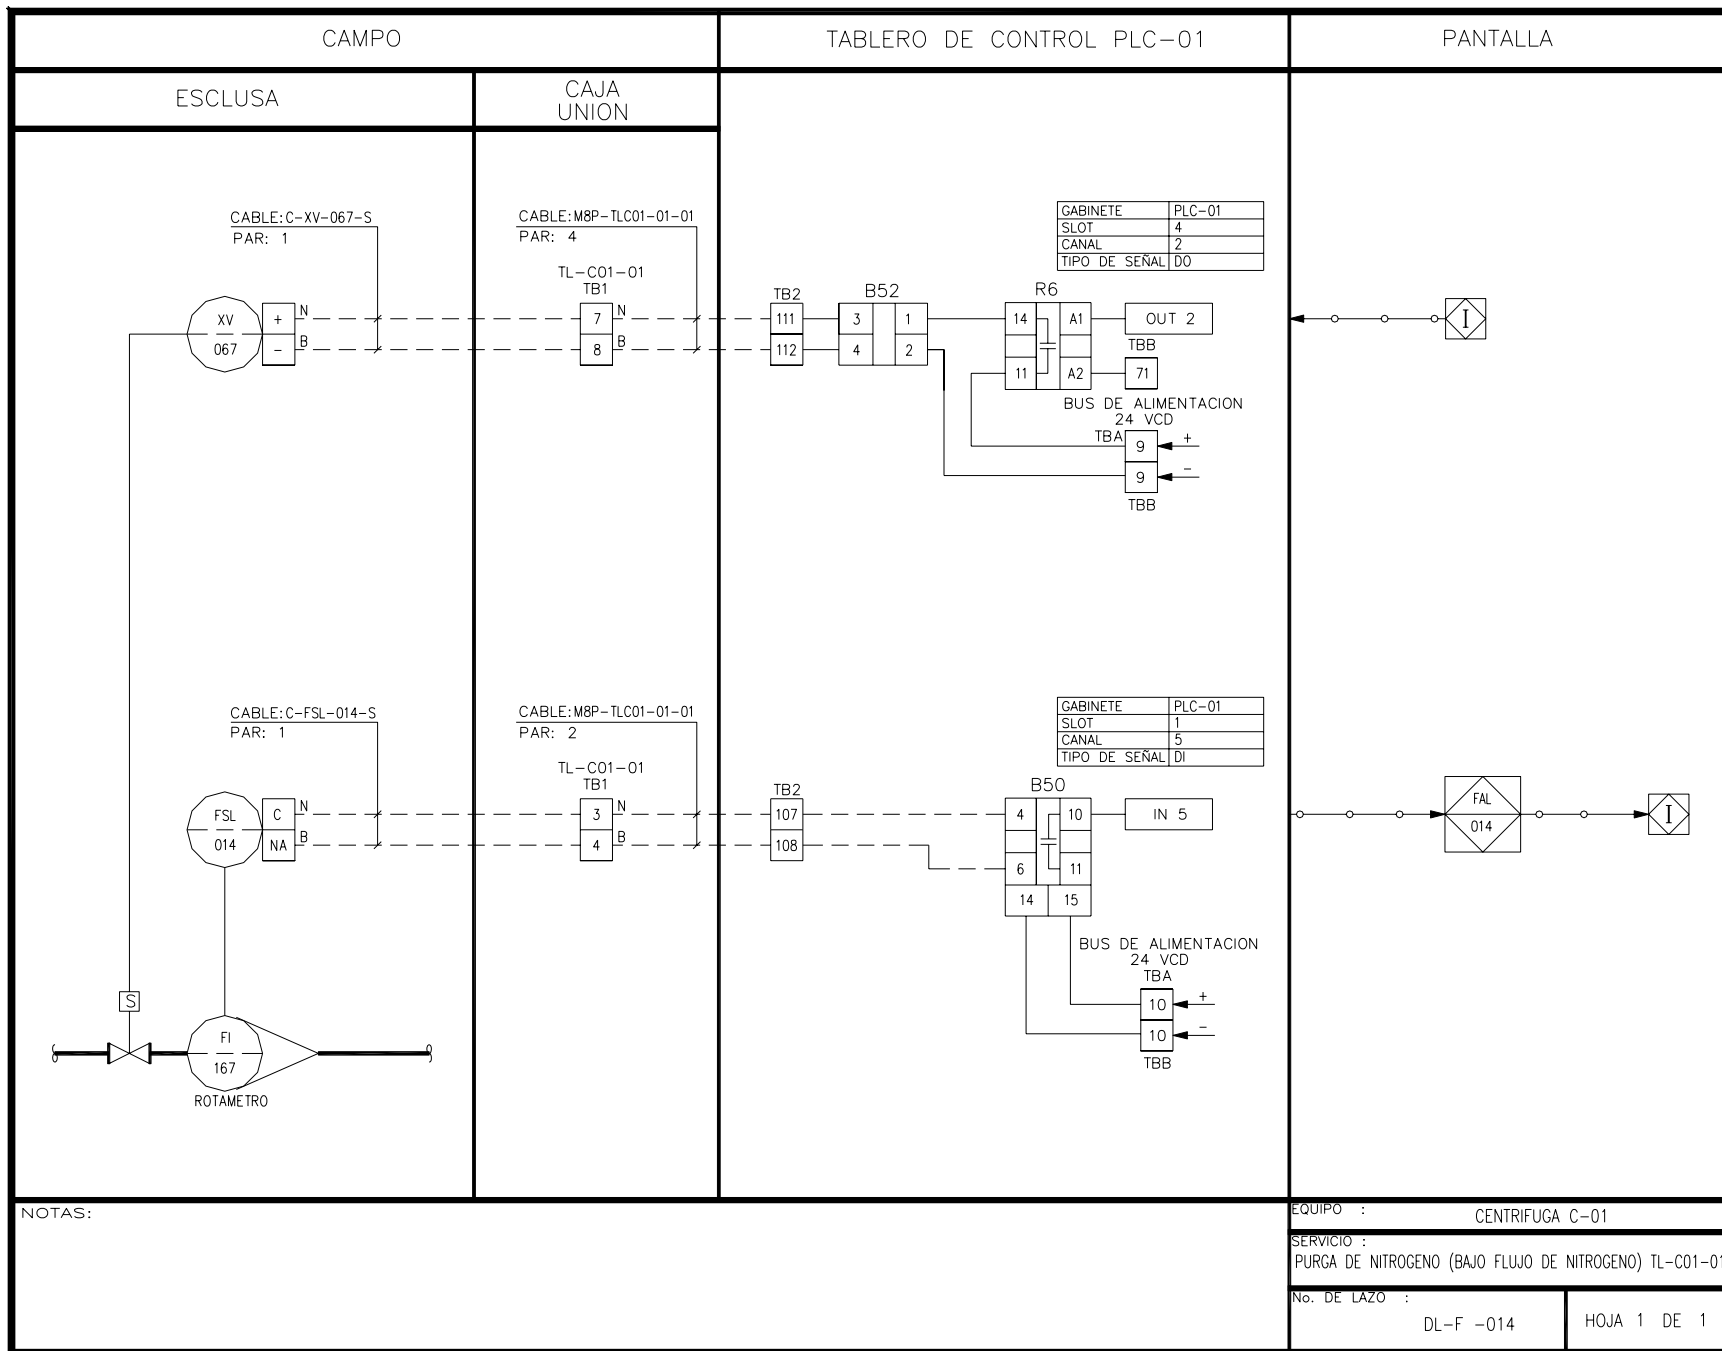 CAMPO
TABLERO DE CONTROL PLC-01
PANTALLA
ESCLUSA
CAJA
UNION
CABLE:C-XV-067-S
PAR: 1
CABLE:M8P-TLC01-01-01
PAR: 4
TL-C01-01
TB1
XV
067
+
-
N
B
7
8
N
B
TB2
111
112
B52
3
1
4
2
GABINETE PLC-01
SLOT 4
CANAL 2
TIPO DE SEÑAL DO
R6
14
A1
11
A2
OUT 2
TBB
71
BUS DE ALIMENTACION
24 VCD
TBA
9
+
9
-
TBB
I
CABLE:C-FSL-014-S
PAR: 1
CABLE:M8P-TLC01-01-01
PAR: 2
TL-C01-01
TB1
FSL
014
C
NA
N
B
3
4
N
B
TB2
107
108
GABINETE PLC-01
SLOT 1
CANAL 5
TIPO DE SEÑAL DI
B50
4
10
6
11
14
15
IN 5
BUS DE ALIMENTACION
24 VCD
TBA
10
+
10
-
TBB
FAL
014
I
S
FI
167
ROTAMETRO
NOTAS:
EQUIPO :
CENTRIFUGA C-01
SERVICIO :
PURGA DE NITROGENO (BAJO FLUJO DE NITROGENO) TL-C01-01
No. DE LAZO :
DL-F -014
HOJA 1 DE 1